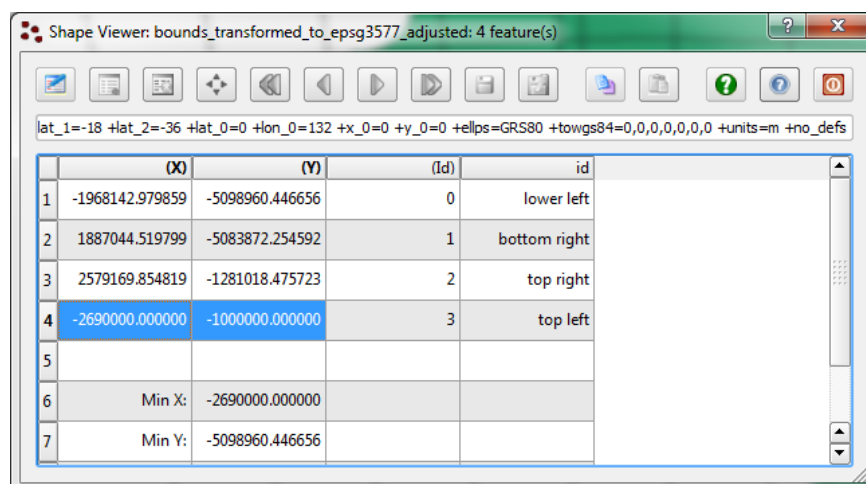 Shape Viewer: bounds_transformed_to_epsg3577_adjusted: 4 feature(s)
lat_1=-18 +lat_2=-36 +lat_0=0 +lon_0=132 +x_0=0 +y_0=0 +ellps=GRS80 +towgs84=0,0,0,0,0,0,0 +units=m +no_defs
(X) (Y) (Id) id
1 -1968142.979859 -5098960.446656 0 lower left
2 1887044.519799 -5083872.254592 1 bottom right
3 2579169.854819 -1281018.475723 2 top right
4 -2690000.000000 -1000000.000000 3 top left
5
6 Min X: -2690000.000000
7 Min Y: -5098960.446656